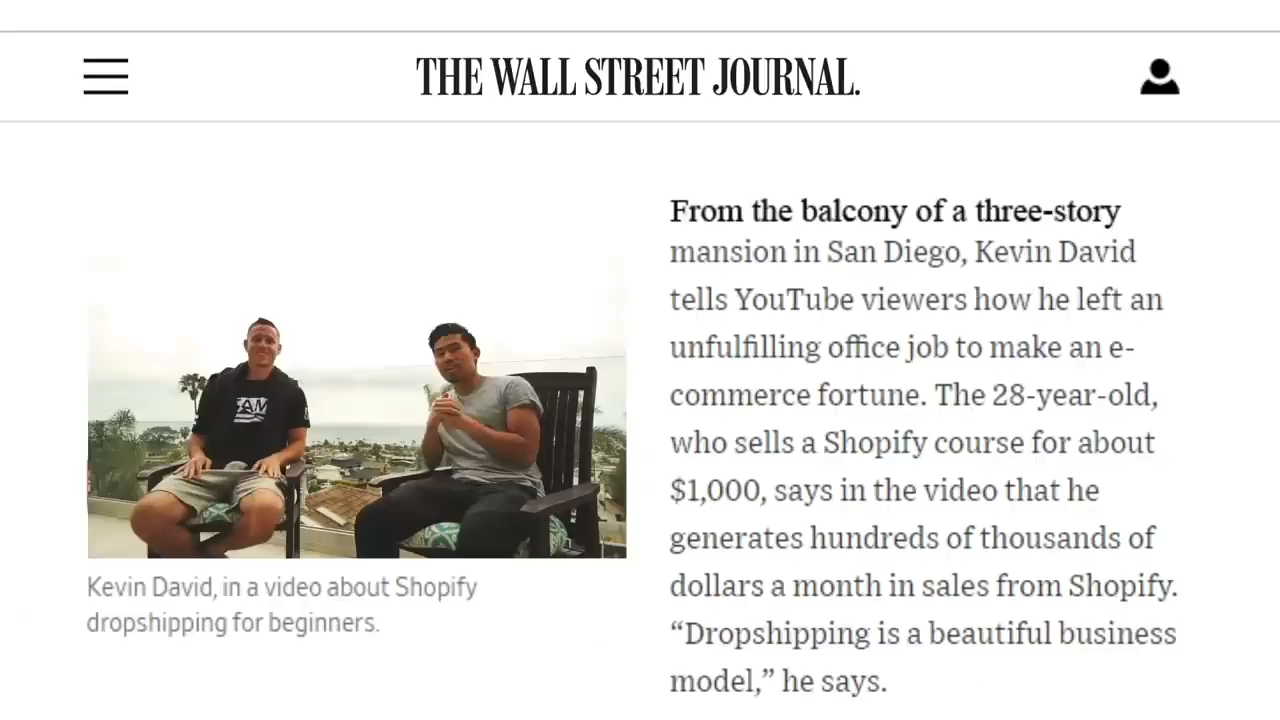 THE WALL STREET JOURNAL.
From the balcony of a three-story
mansion in San Diego, Kevin David
tells YouTube viewers how he left an
unfulfilling office job to make an e-
commerce fortune. The 28-year-old,
who sells a Shopify course for about
$1,000, says in the video that he
generates hundreds of thousands of
dollars a month in sales from Shopify.
“Dropshipping is a beautiful business
model,” he says.
Kevin David, in a video about Shopify
dropshipping for beginners.